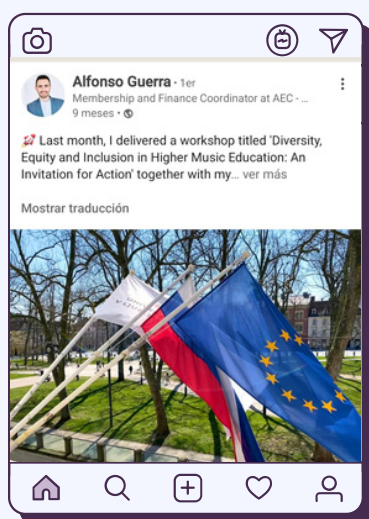 Alfonso Guerra · 1er
Membership and Finance Coordinator at AEC · ...
9 meses ·
🚀 Last month, I delivered a workshop titled 'Diversity,
Equity and Inclusion in Higher Music Education: An
Invitation for Action' together with my... ver más
Mostrar traducción